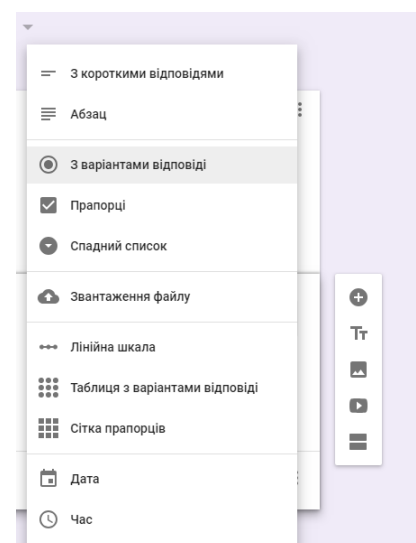 З короткими відповідями
Абзац
З варіантами відповіді
Прапорці
Спадний список
Звантаження файлу
Лінійна шкала
Таблиця з варіантами відповіді
Сітка прапорців
Дата
Час
Тт